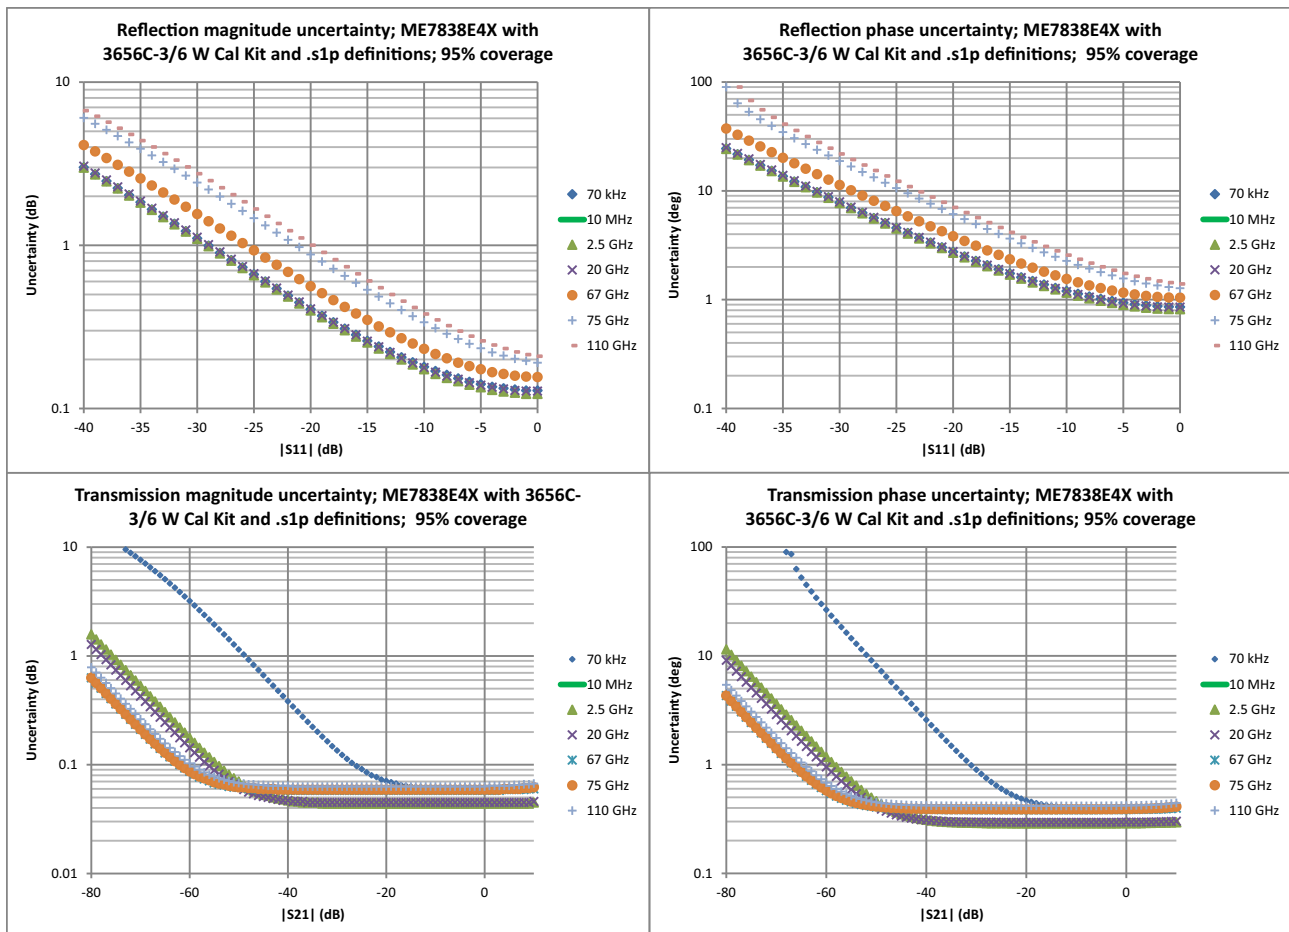 Reflection magnitude uncertainty; ME7838E4X with
3656C-3/6 W Cal Kit and .s1p definitions; 95% coverage
10
1
0.1
Uncertainty (dB)
-40 -35 -30 -25 -20 -15 -10 -5 0
|S11| (dB)
70 kHz
10 MHz
2.5 GHz
20 GHz
67 GHz
75 GHz
110 GHz
Reflection phase uncertainty; ME7838E4X with
3656C-3/6 W Cal Kit and .s1p definitions; 95% coverage
100
10
1
0.1
Uncertainty (deg)
-40 -35 -30 -25 -20 -15 -10 -5 0
|S11| (dB)
70 kHz
10 MHz
2.5 GHz
20 GHz
67 GHz
75 GHz
110 GHz
Transmission magnitude uncertainty; ME7838E4X with 3656C-
3/6 W Cal Kit and .s1p definitions; 95% coverage
10
1
0.1
0.01
Uncertainty (dB)
-80 -60 -40 -20 0
|S21| (dB)
70 kHz
10 MHz
2.5 GHz
20 GHz
67 GHz
75 GHz
110 GHz
Transmission phase uncertainty; ME7838E4X with
3656C-3/6 W Cal Kit and .s1p definitions; 95% coverage
100
10
1
0.1
Uncertainty (deg)
-80 -60 -40 -20 0
|S21| (dB)
70 kHz
10 MHz
2.5 GHz
20 GHz
67 GHz
75 GHz
110 GHz